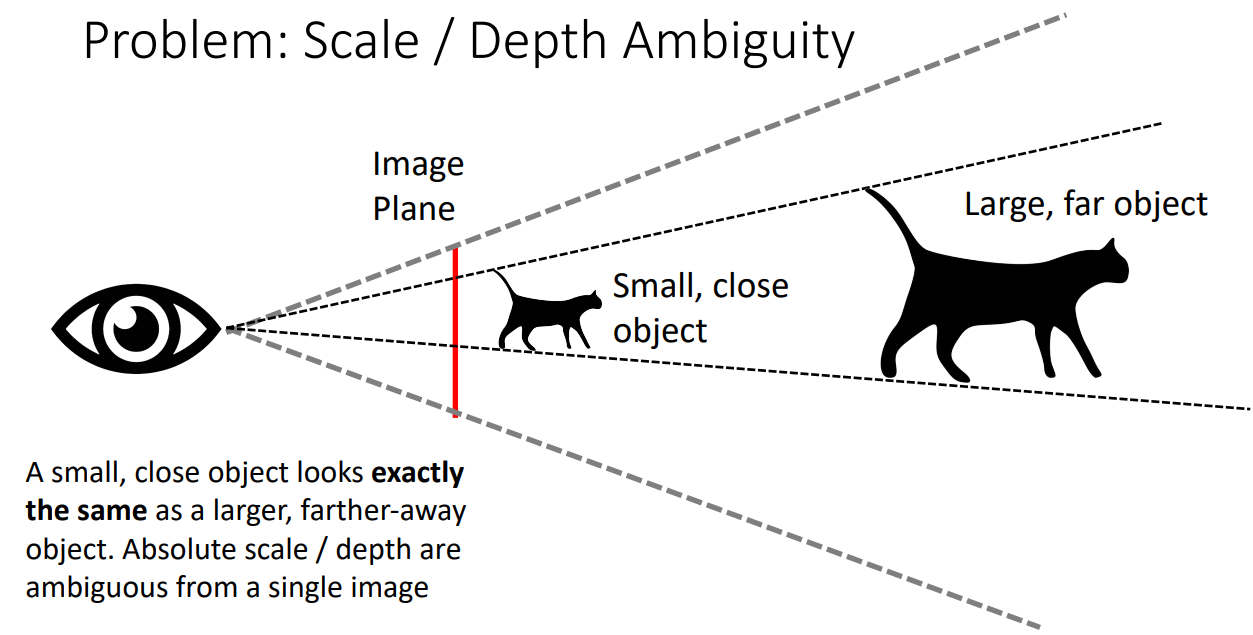 Problem: Scale / Depth Ambiguity
Image
Plane
Large, far object
Small, close
object
A small, close object looks exactly
the same as a larger, farther-away
object. Absolute scale / depth are
ambiguous from a single image